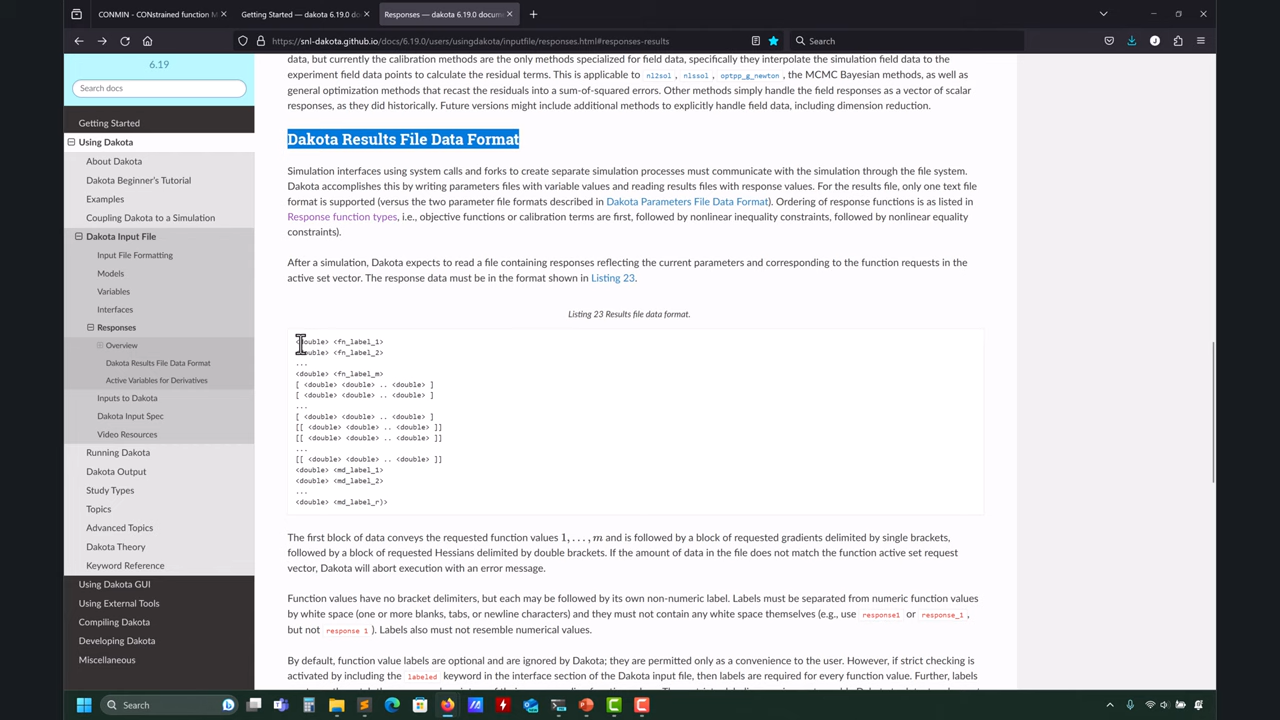 CONMIN - CONstrained function M
Getting Started — dakota 6.19.0 do
Responses — dakota 6.19.0 docum
https://snl-dakota.github.io/docs/6.19.0/users/usingdakota/inputfile/responses.html#responses-results
Search
6.19
Search docs
Getting Started
Using Dakota
About Dakota
Dakota Beginner's Tutorial
Examples
Coupling Dakota to a Simulation
Dakota Input File
Input File Formatting
Models
Variables
Interfaces
Responses
Overview
Dakota Results File Data Format
Active Variables for Derivatives
Inputs to Dakota
Dakota Input Spec
Video Resources
Running Dakota
Dakota Output
Study Types
Topics
Advanced Topics
Dakota Theory
Keyword Reference
Using Dakota GUI
Using External Tools
Compiling Dakota
Developing Dakota
Miscellaneous
data, but currently the calibration methods are the only methods specialized for field data, specifically they interpolate the simulation field data to the
experiment field data points to calculate the residual terms. This is applicable to nl2sol, nlssol, optpp_g_newton, the MCMC Bayesian methods, as well as
general optimization methods that recast the residuals into a sum-of-squared errors. Other methods simply handle the field responses as a vector of scalar
responses, as they did historically. Future versions might include additional methods to explicitly handle field data, including dimension reduction.
Dakota Results File Data Format
Simulation interfaces using system calls and forks to create separate simulation processes must communicate with the simulation through the file system.
Dakota accomplishes this by writing parameters files with variable values and reading results files with response values. For the results file, only one text file
format is supported (versus the two parameter file formats described in Dakota Parameters File Data Format). Ordering of response functions is as listed in
Response function types, i.e., objective functions or calibration terms are first, followed by nonlinear inequality constraints, followed by nonlinear equality
constraints).
After a simulation, Dakota expects to read a file containing responses reflecting the current parameters and corresponding to the function requests in the
active set vector. The response data must be in the format shown in Listing 23.
Listing 23 Results file data format.
<double> <fn_label_1>
<double> <fn_label_2>
...
<double> <fn_label_m>
[ <double> <double> .. <double> ]
[ <double> <double> .. <double> ]
...
[ <double> <double> .. <double> ]
[[ <double> <double> .. <double> ]]
[[ <double> <double> .. <double> ]]
...
[[ <double> <double> .. <double> ]]
<double> <md_label_1>
<double> <md_label_2>
...
<double> <md_label_r)>
The first block of data conveys the requested function values 1, . . . , m and is followed by a block of requested gradients delimited by single brackets,
followed by a block of requested Hessians delimited by double brackets. If the amount of data in the file does not match the function active set request
vector, Dakota will abort execution with an error message.
Function values have no bracket delimiters, but each may be followed by its own non-numeric label. Labels must be separated from numeric function values
by white space (one or more blanks, tabs, or newline characters) and they must not contain any white space themselves (e.g., use response1 or response_1,
but not response 1). Labels also must not resemble numerical values.
By default, function value labels are optional and are ignored by Dakota; they are permitted only as a convenience to the user. However, if strict checking is
activated by including the labeled keyword in the interface section of the Dakota input file, then labels are required for every function value. Further, labels
Search